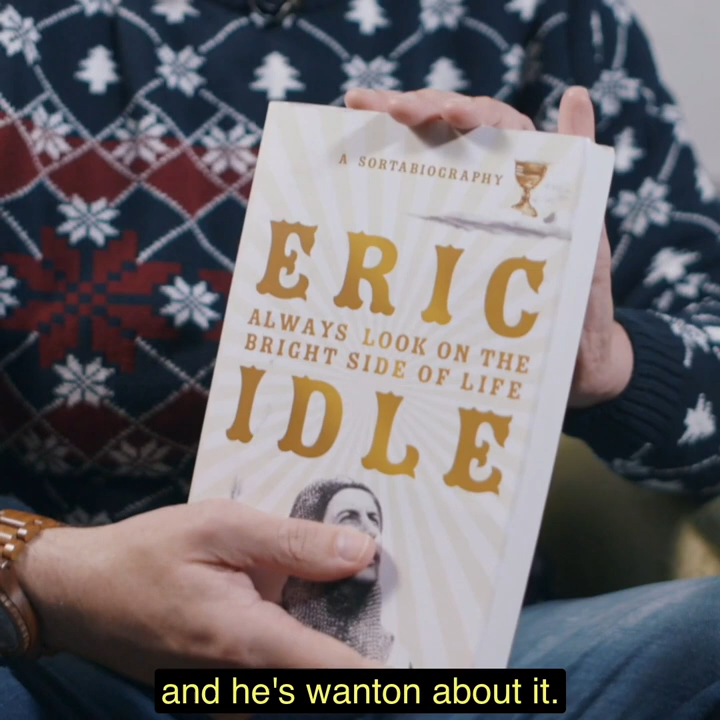 A SORTABIOGRAPHY
ERIC
ALWAYS LOOK ON THE
BRIGHT SIDE OF LIFE
IDLE
and he's wanton about it.